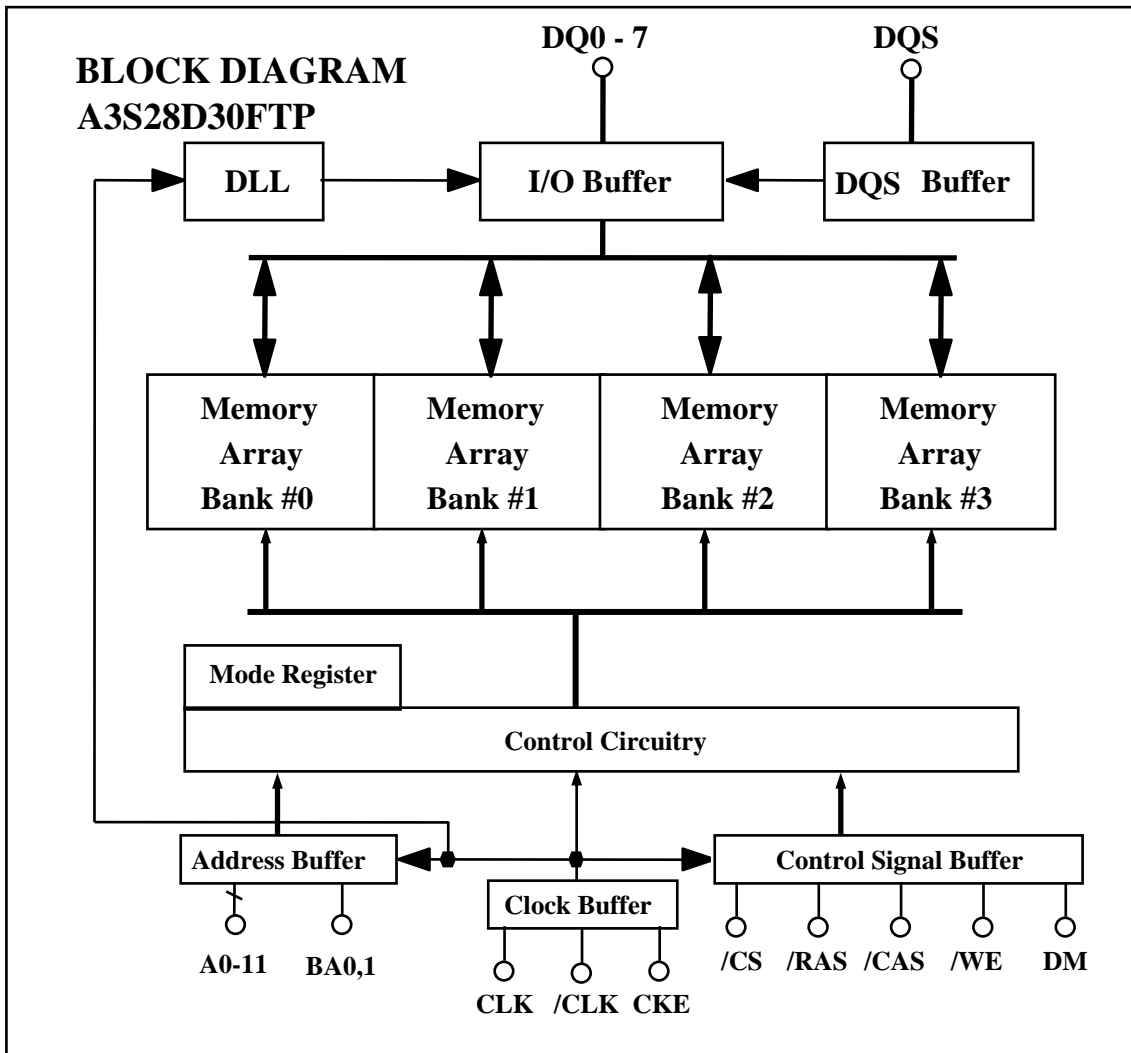 DQ0 - 7
DQS
BLOCK DIAGRAM
A3S28D30FTP
DLL
I/O Buffer
DQS Buffer
Memory
Array
Bank #0
Memory
Array
Bank #1
Memory
Array
Bank #2
Memory
Array
Bank #3
Mode Register
Control Circuitry
Address Buffer
Control Signal Buffer
Clock Buffer
A0-11
BA0,1
CLK
/CLK
CKE
/CS
/RAS
/CAS
/WE
DM